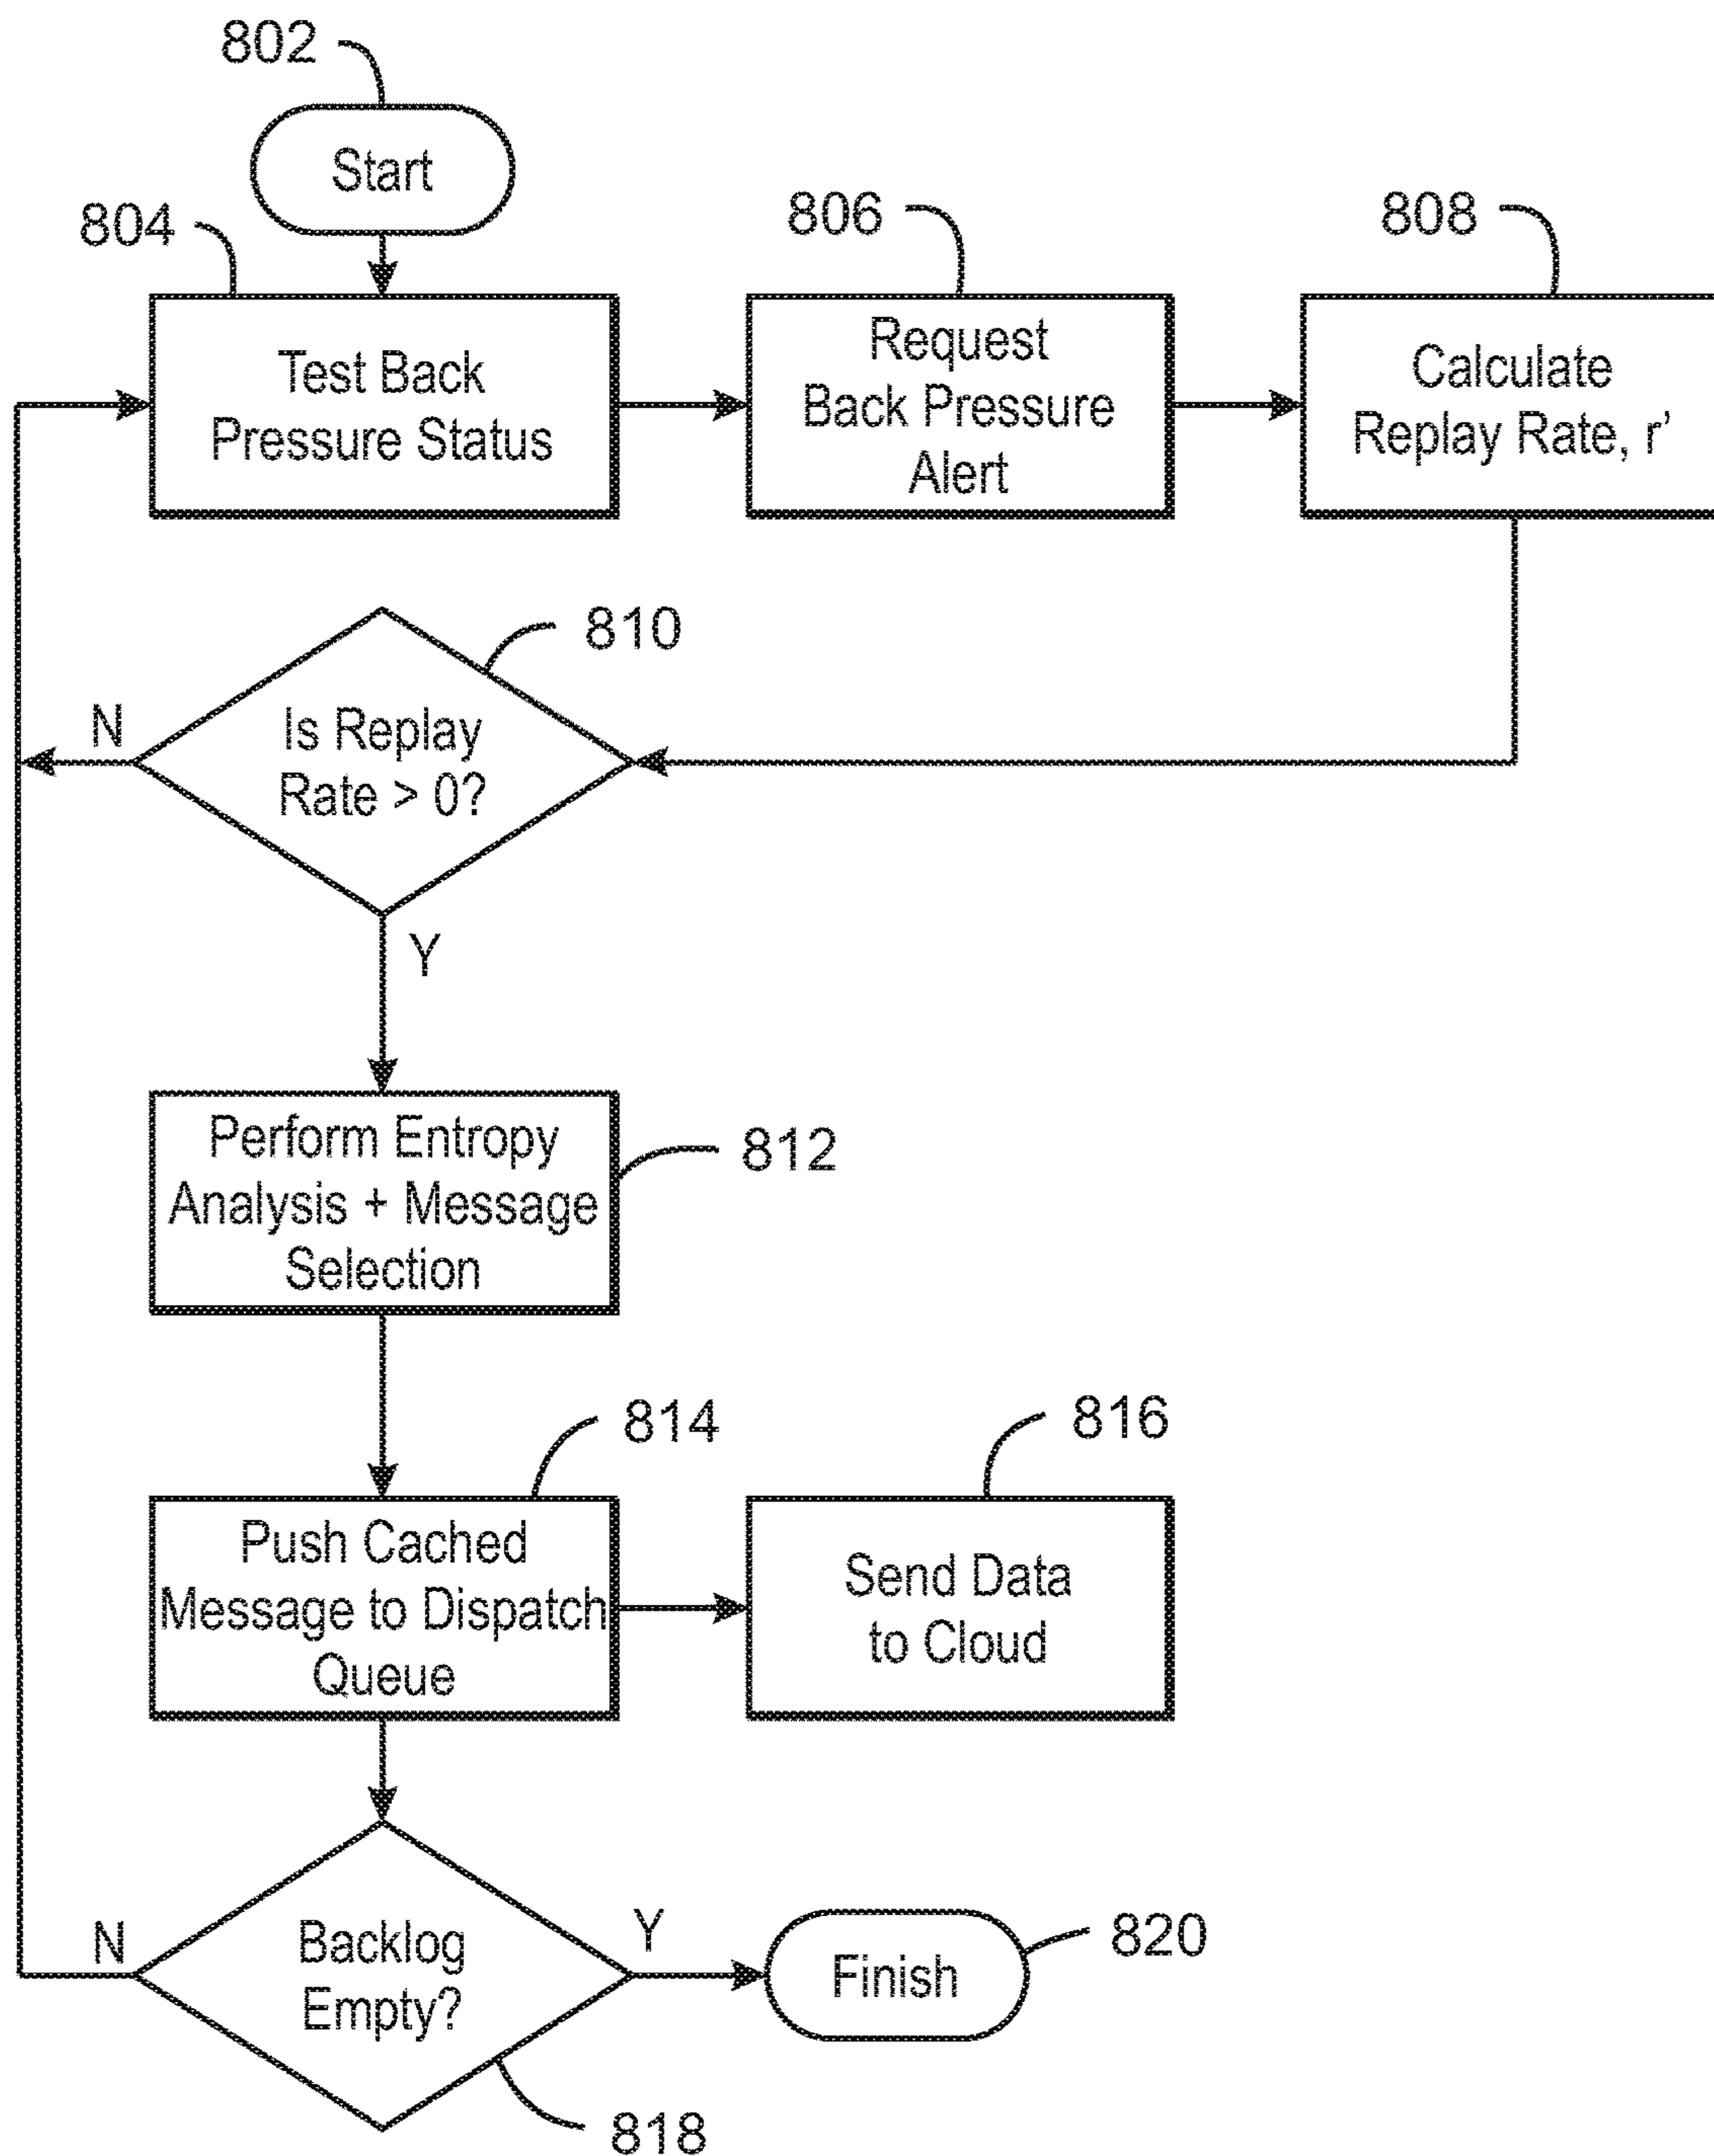 802
Start
804
806
808
Test Back
Pressure Status
Request
Back Pressure
Alert
Calculate
Replay Rate, r'
810
N
Is Replay
Rate > 0?
Y
Perform Entropy
Analysis + Message
Selection
812
814
816
Push Cached
Message to Dispatch
Queue
Send Data
to Cloud
N
Backlog
Empty?
Y
Finish
820
818